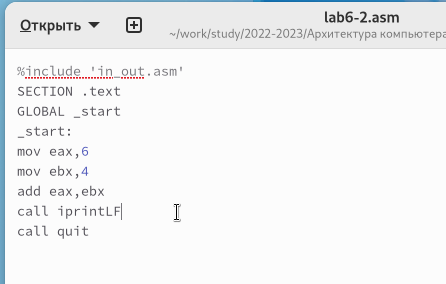 Открыть
lab6-2.asm
~/work/study/2022-2023/Архитектура компьютера
%include 'in_out.asm'
SECTION .text
GLOBAL _start
_start:
mov eax,6
mov ebx,4
add eax,ebx
call iprintLF
call quit